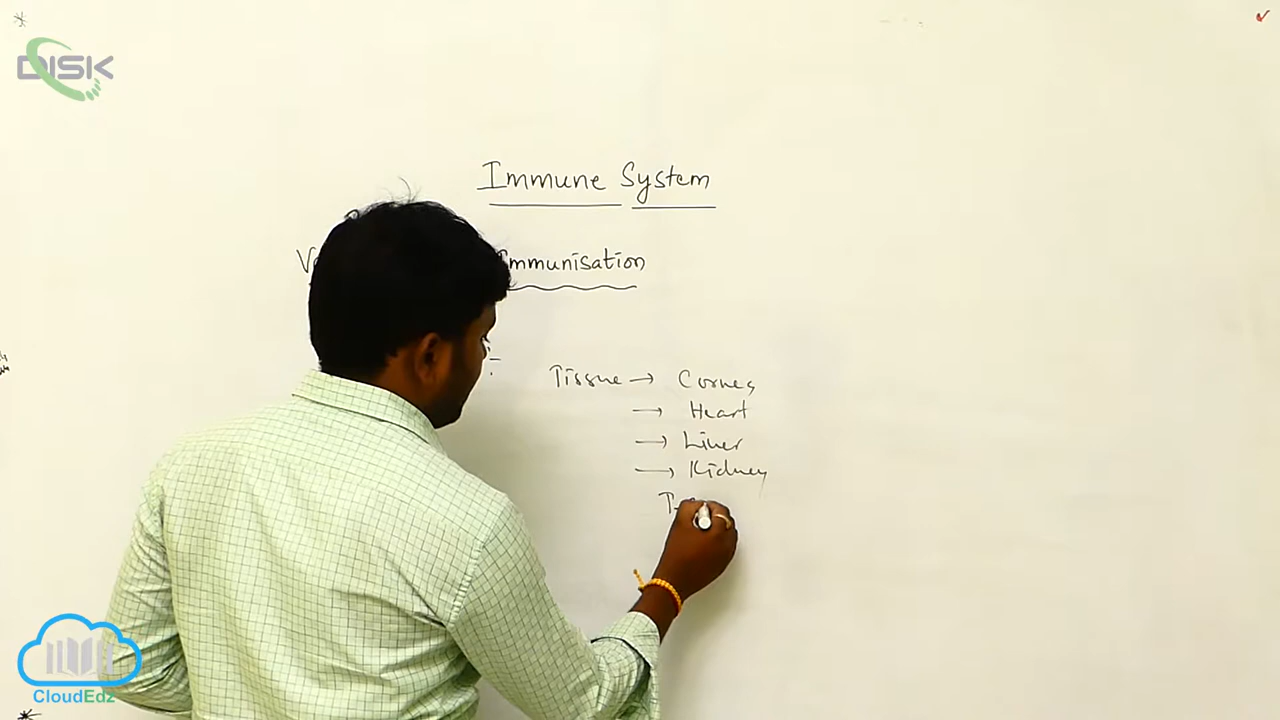 DISK
Immune System
Immunisation
Tissue → Cornea
→ Heart
→ Liver
→ Kidney
CloudEdz